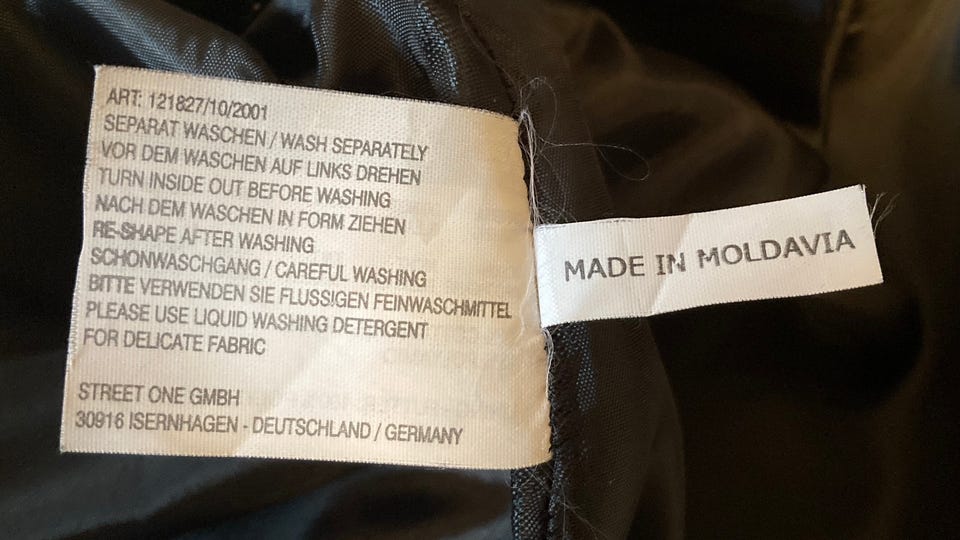 ART: 121827/10/2001
SEPARAT WASCHEN / WASH SEPARATELY
VOR DEM WASCHEN AUF LINKS DREHEN
TURN INSIDE OUT BEFORE WASHING
NACH DEM WASCHEN IN FORM ZIEHEN
RE-SHAPE AFTER WASHING
SCHONWASCHGANG / CAREFUL WASHING
BITTE VERWENDEN SIE FLUSSIGEN FEINWASCHMITTEL
PLEASE USE LIQUID WASHING DETERGENT
FOR DELICATE FABRIC
STREET ONE GMBH
30916 ISERNHAGEN - DEUTSCHLAND / GERMANY
MADE IN MOLDAVIA